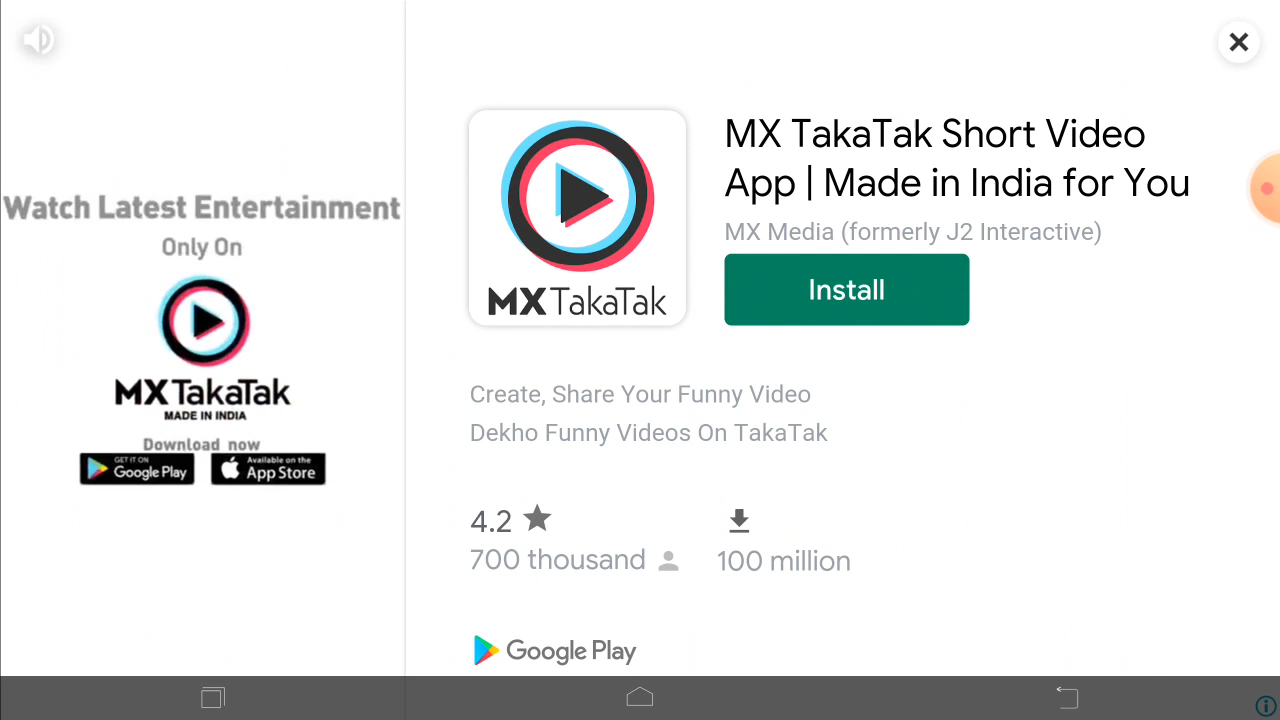 Watch Latest Entertainment
Only On
MX TakaTak
MADE IN INDIA
Download now
GET IT ON
Google Play
Available on the
App Store
MX TakaTak
MX TakaTak Short Video
App | Made in India for You
MX Media (formerly J2 Interactive)
Install
Create, Share Your Funny Video
Dekho Funny Videos On TakaTak
4.2
700 thousand
100 million
Google Play